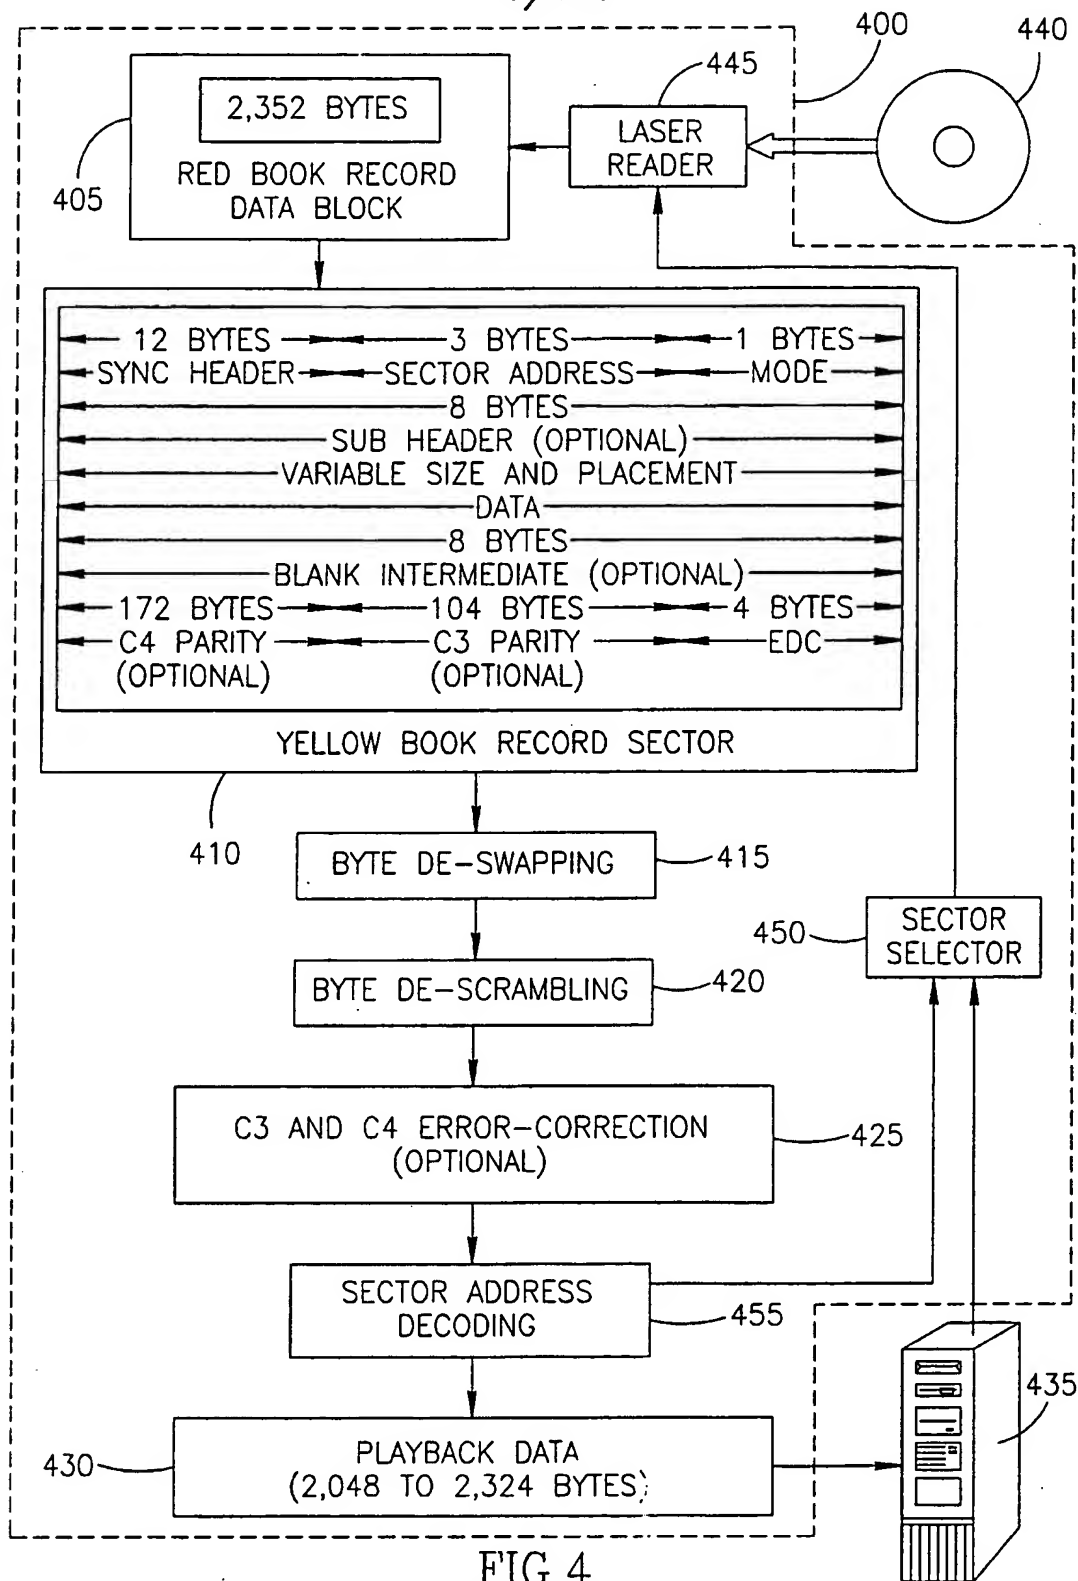 400
440
445
2,352 BYTES
LASER
READER
405
RED BOOK RECORD
DATA BLOCK
12 BYTES 3 BYTES 1 BYTES
SYNC HEADER SECTOR ADDRESS MODE
8 BYTES
SUB HEADER (OPTIONAL)
VARIABLE SIZE AND PLACEMENT
DATA
8 BYTES
BLANK INTERMEDIATE (OPTIONAL)
172 BYTES 104 BYTES 4 BYTES
C4 PARITY C3 PARITY EDC
(OPTIONAL) (OPTIONAL)
YELLOW BOOK RECORD SECTOR
410
BYTE DE-SWAPPING
415
450
SECTOR
SELECTOR
BYTE DE-SCRAMBLING
420
C3 AND C4 ERROR-CORRECTION
(OPTIONAL)
425
SECTOR ADDRESS
DECODING
455
435
430
PLAYBACK DATA
(2,048 TO 2,324 BYTES)
FIG 4